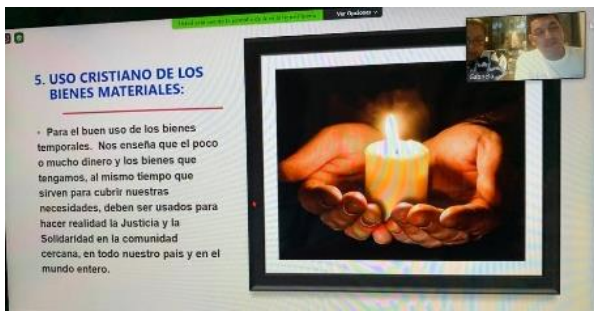 Ver Opciones
5. USO CRISTIANO DE LOS
BIENES MATERIALES:
• Para el buen uso de los bienes
temporales. Nos enseña que el poco
o mucho dinero y los bienes que
tengamos, al mismo tiempo que
sirven para cubrir nuestras
necesidades, deben ser usados para
hacer realidad la Justicia y la
Solidaridad en la comunidad
cercana, en todo nuestro país y en el
mundo entero.
Gabriela